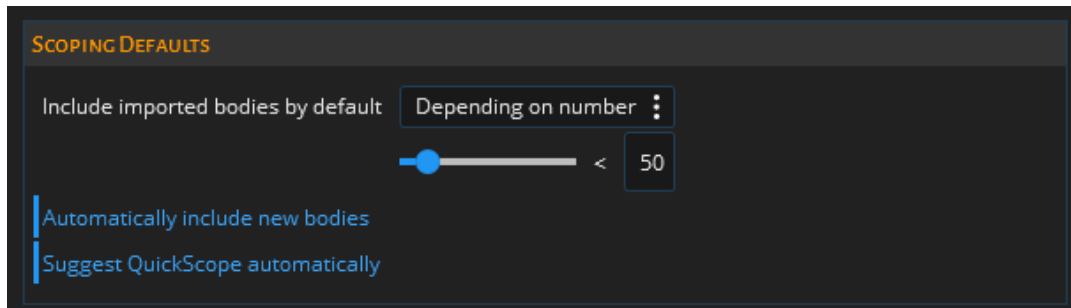 Scoping Defaults
Include imported bodies by default Depending on number
< 50
Automatically include new bodies
Suggest QuickScope automatically